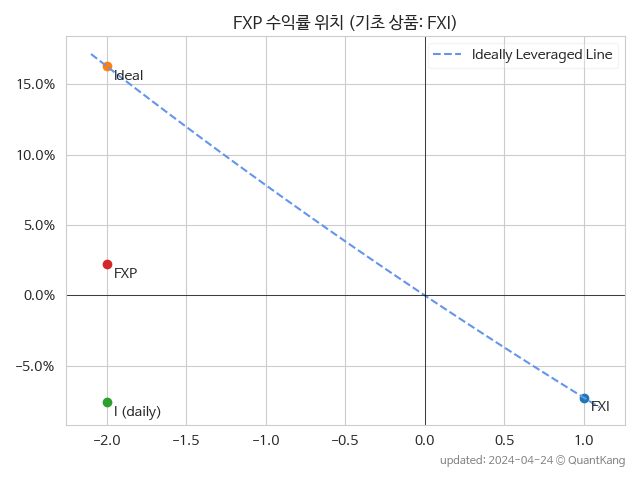 FXP 수익률 위치 (기초 상품: FXI)
Ideally Leveraged Line
Ideal
15.0%
10.0%
5.0%
FXP
0.0%
−5.0%
I (daily)
FXI
−2.0 −1.5 −1.0 −0.5 0.0 0.5 1.0
updated: 2024-04-24 © QuantKang